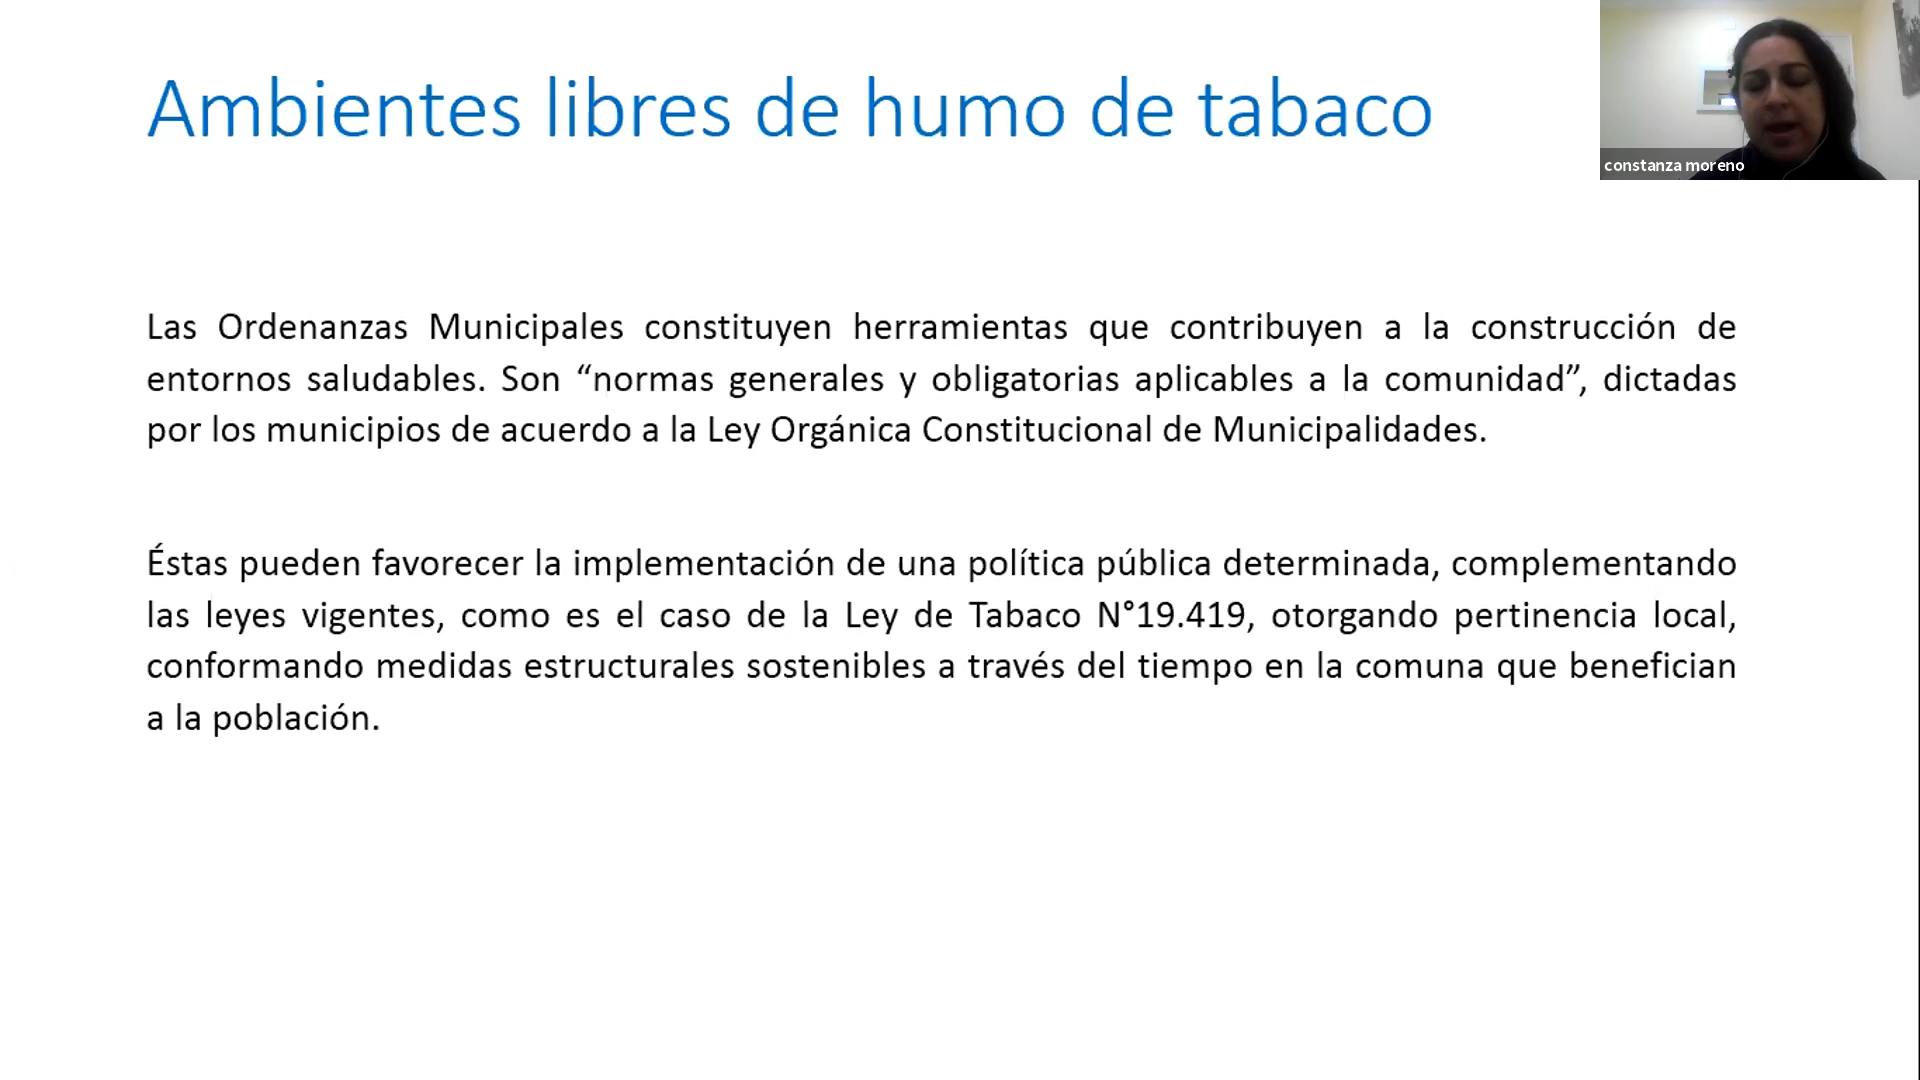 Ambientes libres de humo de tabaco
constanza moreno
Las Ordenanzas Municipales constituyen herramientas que contribuyen a la construcción de
entornos saludables. Son “normas generales y obligatorias aplicables a la comunidad”, dictadas
por los municipios de acuerdo a la Ley Orgánica Constitucional de Municipalidades.
Éstas pueden favorecer la implementación de una política pública determinada, complementando
las leyes vigentes, como es el caso de la Ley de Tabaco N°19.419, otorgando pertinencia local,
conformando medidas estructurales sostenibles a través del tiempo en la comuna que benefician
a la población.